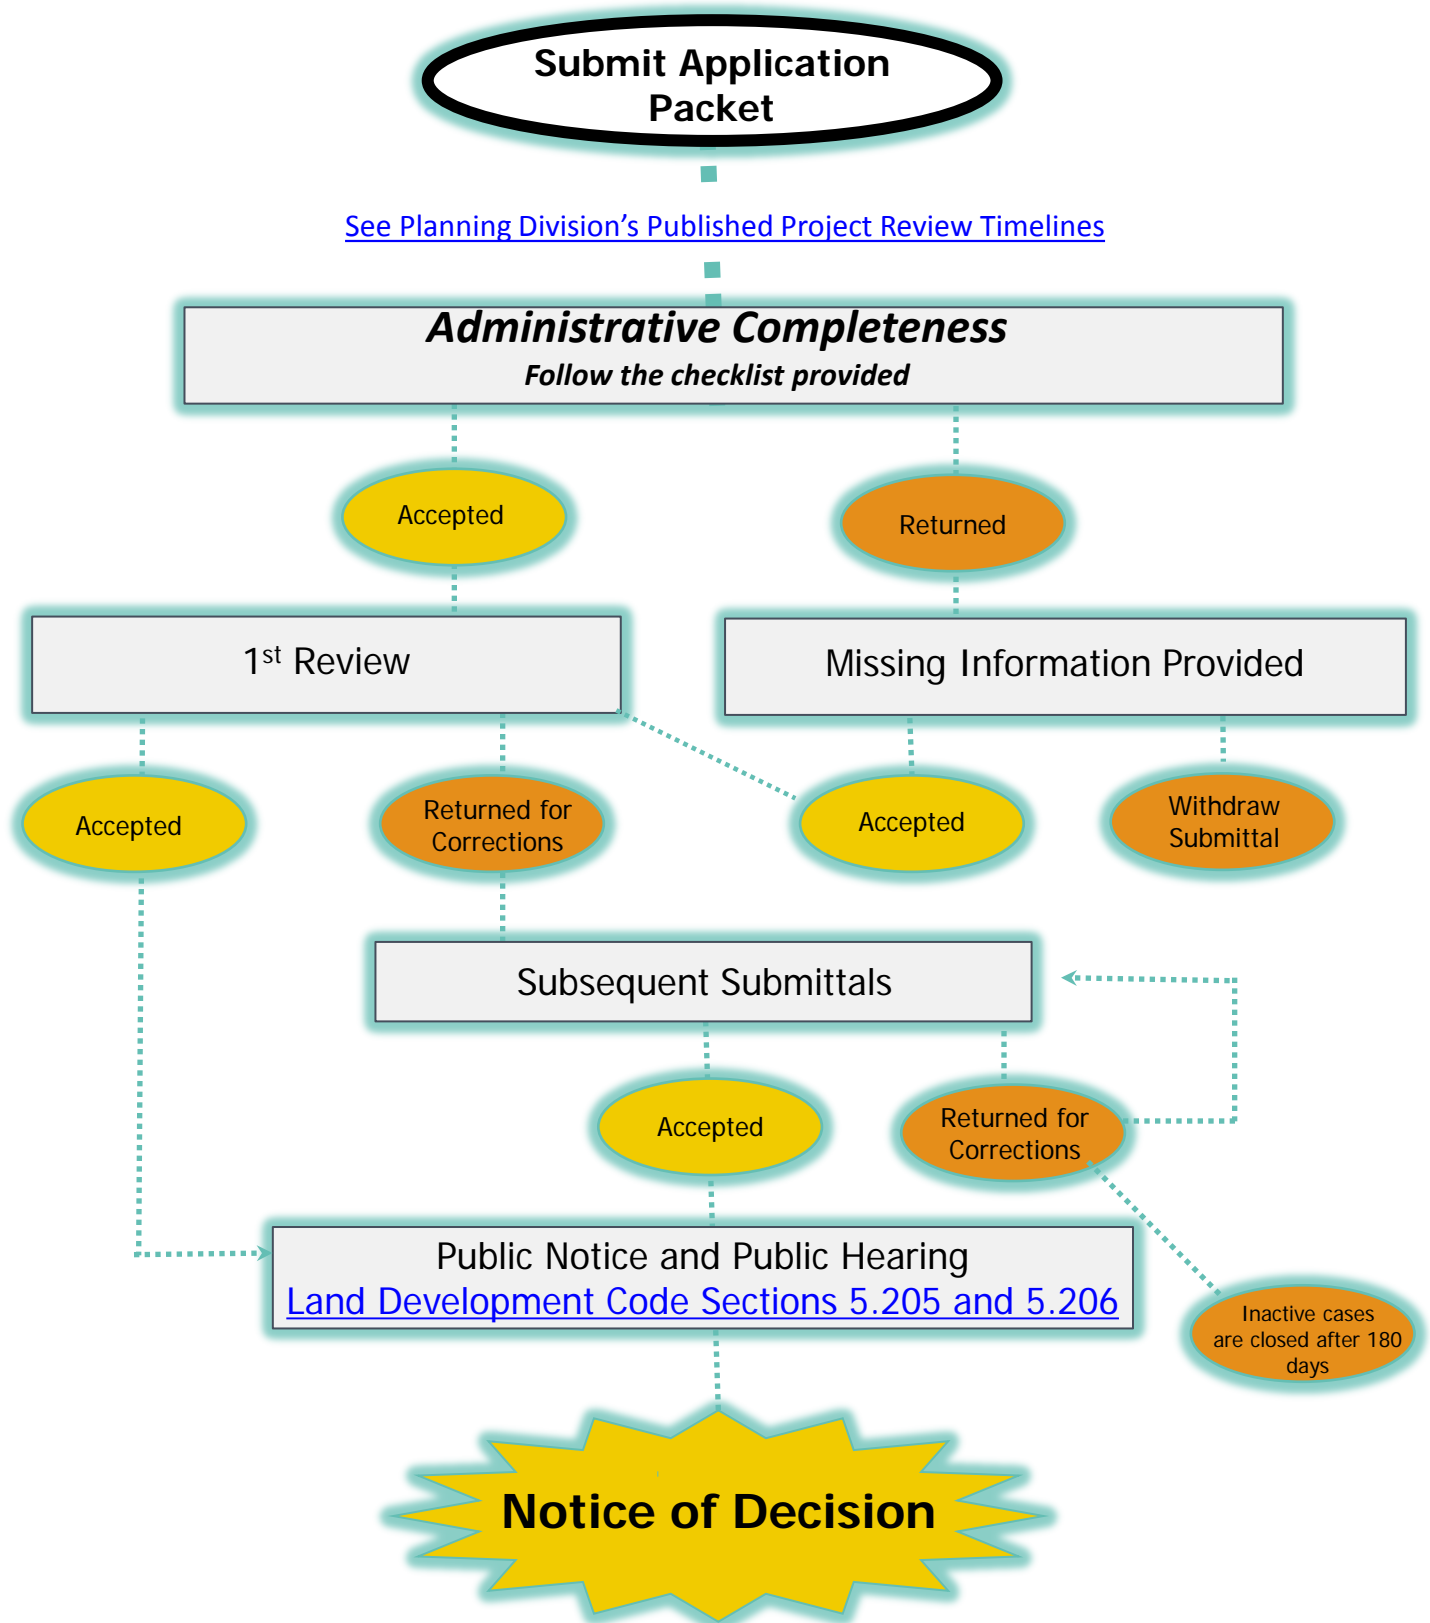 Submit Application
Packet
See Planning Division’s Published Project Review Timelines
Administrative Completeness
Follow the checklist provided
Accepted
Returned
1st Review
Missing Information Provided
Accepted
Returned for
Corrections
Accepted
Withdraw
Submittal
Subsequent Submittals
Accepted
Returned for
Corrections
Public Notice and Public Hearing
Land Development Code Sections 5.205 and 5.206
Inactive cases
are closed after 180
days
Notice of Decision